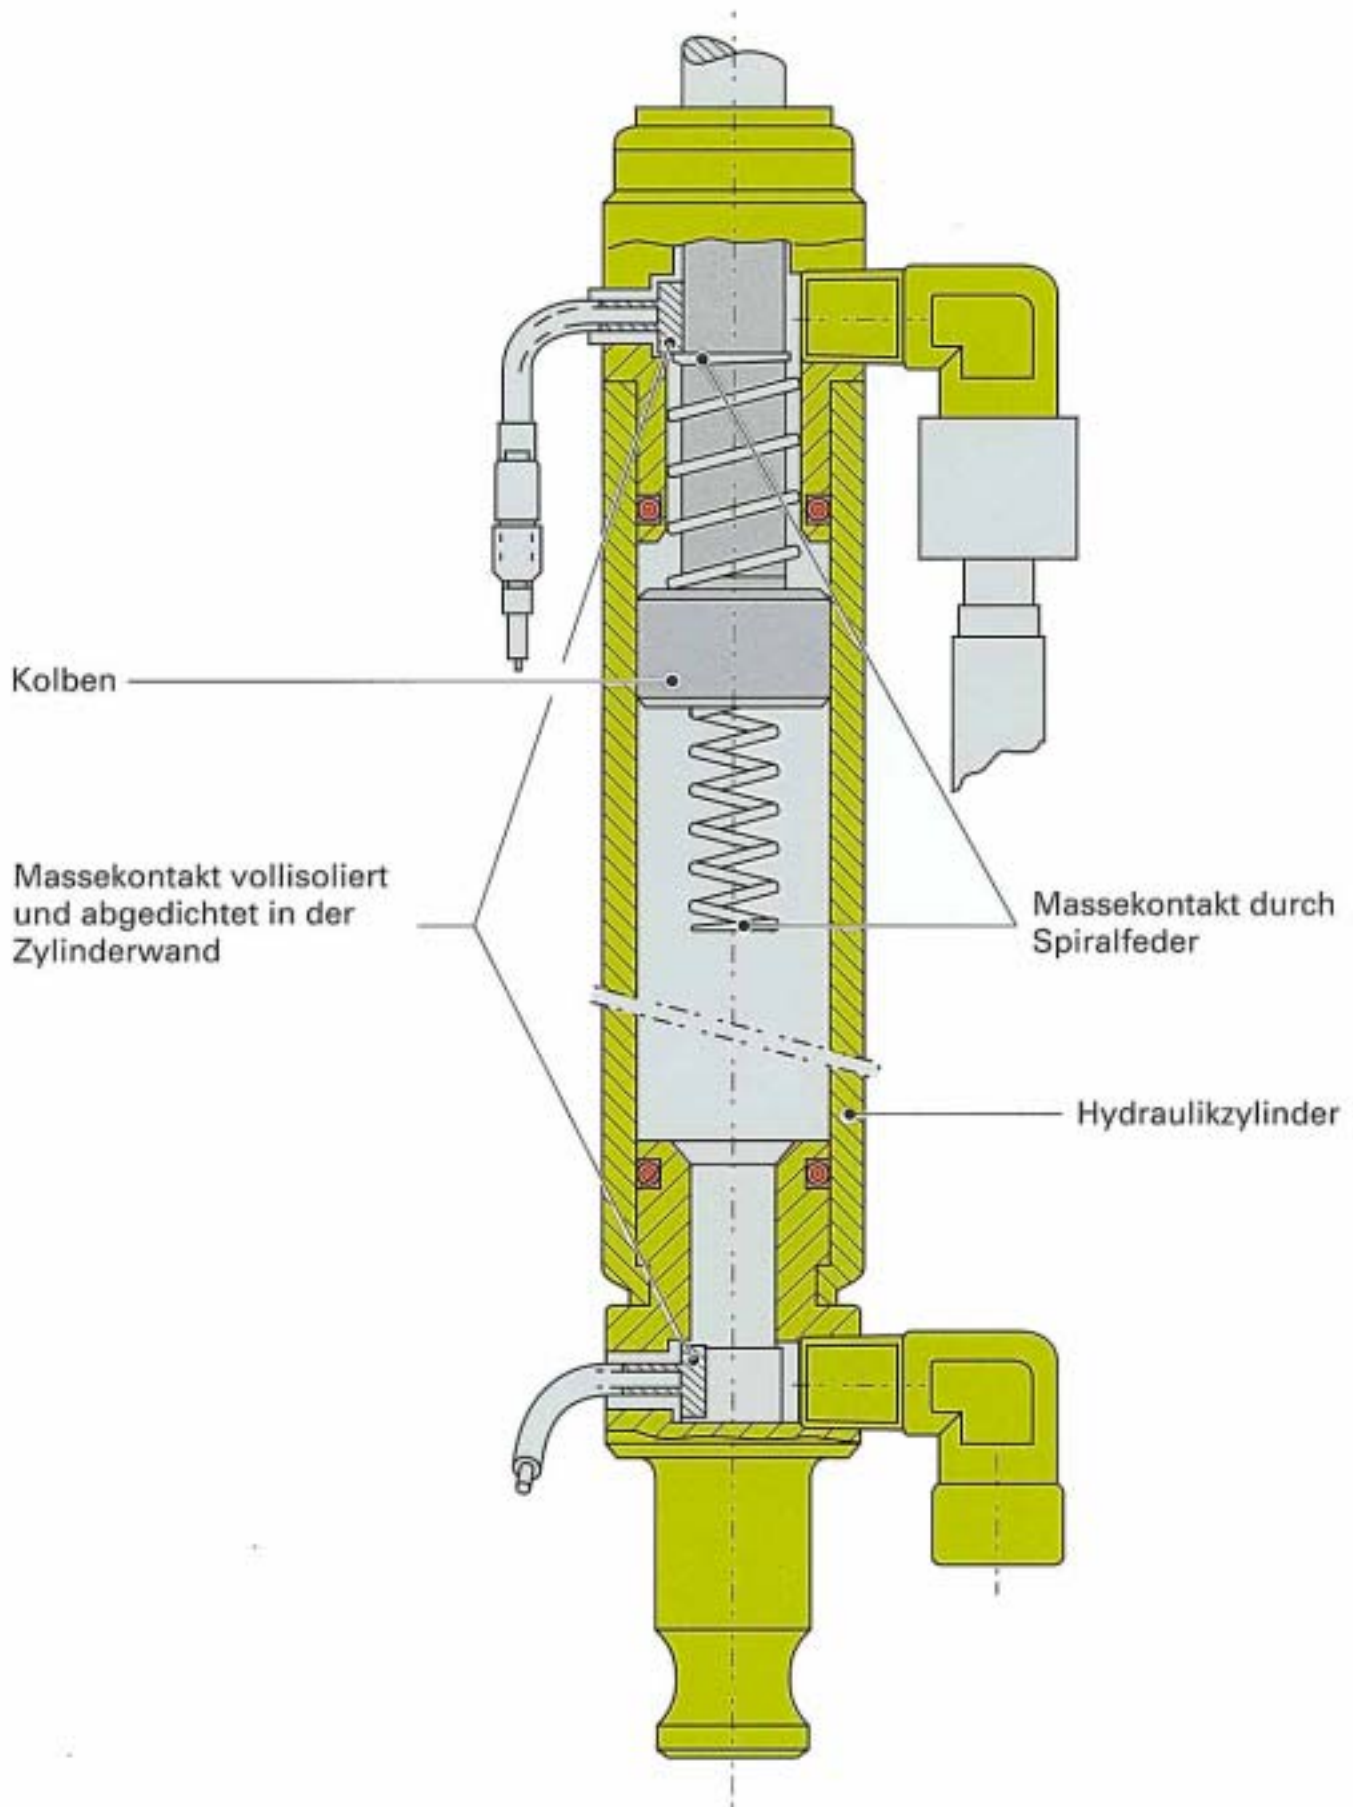 Kolben
Massekontakt vollisoliert
und abgedichtet in der
Zylinderwand
Massekontakt durch
Spiralfeder
Hydraulikzylinder